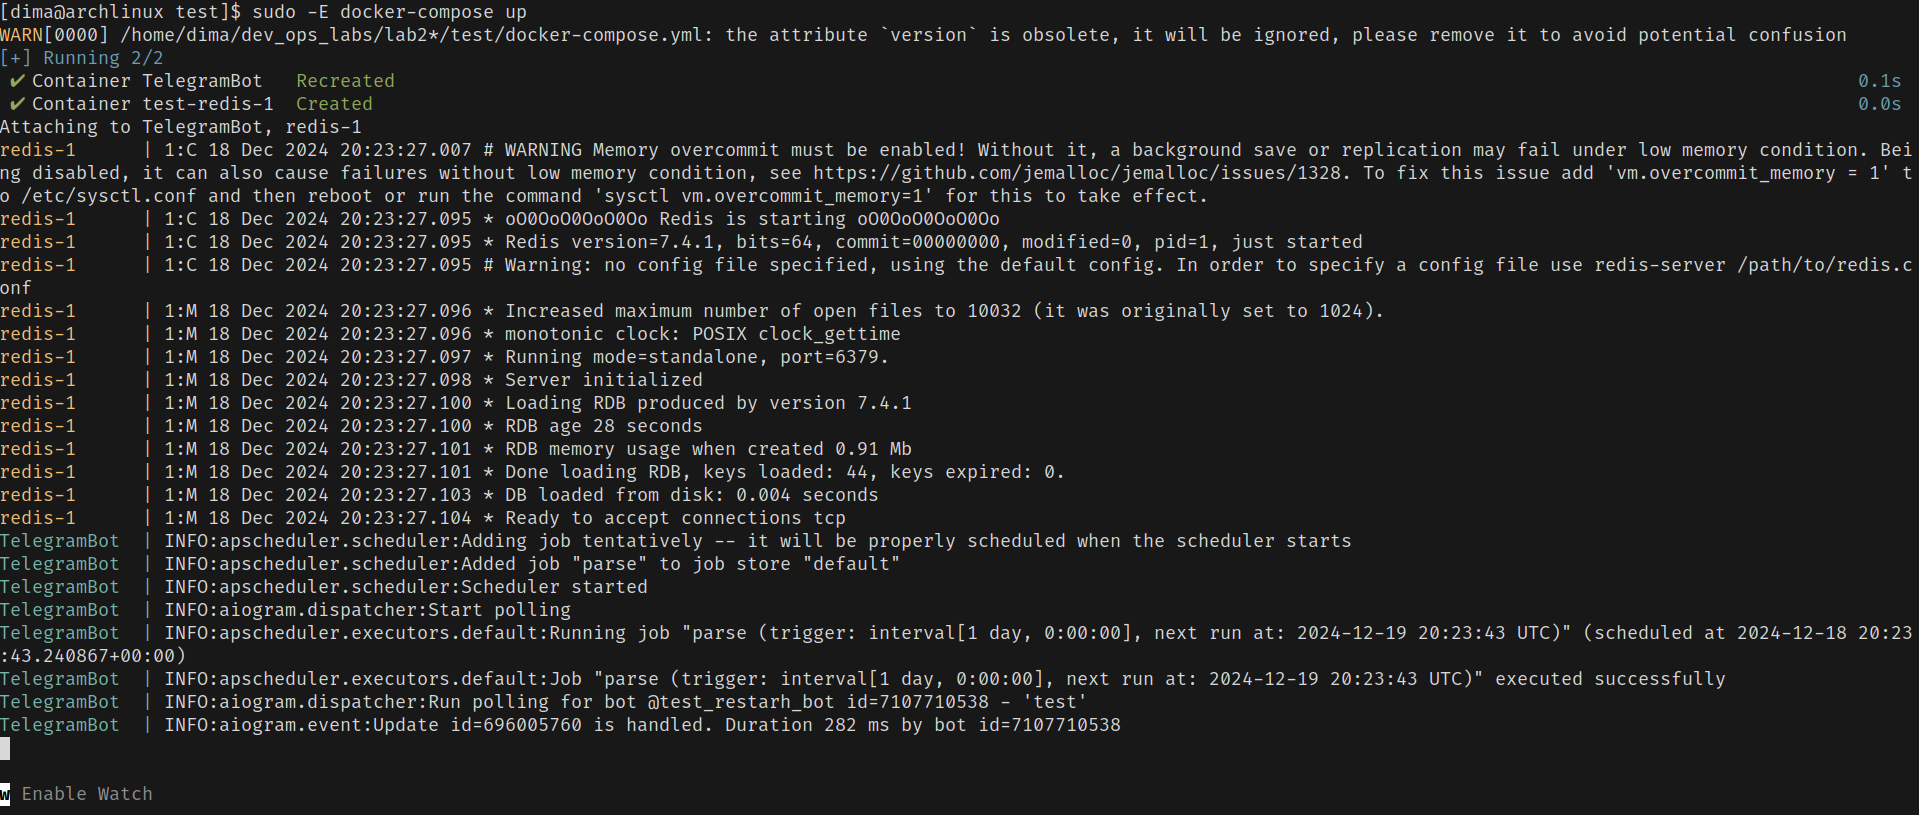 [dima@archlinux test]$ sudo -E docker-compose up
WARN[0000] /home/dima/dev_ops_labs/lab2*/test/docker-compose.yml: the attribute `version` is obsolete, it will be ignored, please remove it to avoid potential confusion
[+] Running 2/2
✔ Container TelegramBot   Recreated 0.1s
✔ Container test-redis-1  Created 0.0s
Attaching to TelegramBot, redis-1
redis-1      | 1:C 18 Dec 2024 20:23:27.007 # WARNING Memory overcommit must be enabled! Without it, a background save or replication may fail under low memory condition. Bei
ng disabled, it can also cause failures without low memory condition, see https://github.com/jemalloc/jemalloc/issues/1328. To fix this issue add 'vm.overcommit_memory = 1' t
o /etc/sysctl.conf and then reboot or run the command 'sysctl vm.overcommit_memory=1' for this to take effect.
redis-1      | 1:C 18 Dec 2024 20:23:27.095 * oO0OoO0OoO0Oo Redis is starting oO0OoO0OoO0Oo
redis-1      | 1:C 18 Dec 2024 20:23:27.095 * Redis version=7.4.1, bits=64, commit=00000000, modified=0, pid=1, just started
redis-1      | 1:C 18 Dec 2024 20:23:27.095 # Warning: no config file specified, using the default config. In order to specify a config file use redis-server /path/to/redis.c
onf
redis-1      | 1:M 18 Dec 2024 20:23:27.096 * Increased maximum number of open files to 10032 (it was originally set to 1024).
redis-1      | 1:M 18 Dec 2024 20:23:27.096 * monotonic clock: POSIX clock_gettime
redis-1      | 1:M 18 Dec 2024 20:23:27.097 * Running mode=standalone, port=6379.
redis-1      | 1:M 18 Dec 2024 20:23:27.098 * Server initialized
redis-1      | 1:M 18 Dec 2024 20:23:27.100 * Loading RDB produced by version 7.4.1
redis-1      | 1:M 18 Dec 2024 20:23:27.100 * RDB age 28 seconds
redis-1      | 1:M 18 Dec 2024 20:23:27.101 * RDB memory usage when created 0.91 Mb
redis-1      | 1:M 18 Dec 2024 20:23:27.101 * Done loading RDB, keys loaded: 44, keys expired: 0.
redis-1      | 1:M 18 Dec 2024 20:23:27.103 * DB loaded from disk: 0.004 seconds
redis-1      | 1:M 18 Dec 2024 20:23:27.104 * Ready to accept connections tcp
TelegramBot  | INFO:apscheduler.scheduler:Adding job tentatively -- it will be properly scheduled when the scheduler starts
TelegramBot  | INFO:apscheduler.scheduler:Added job "parse" to job store "default"
TelegramBot  | INFO:apscheduler.scheduler:Scheduler started
TelegramBot  | INFO:aiogram.dispatcher:Start polling
TelegramBot  | INFO:apscheduler.executors.default:Running job "parse (trigger: interval[1 day, 0:00:00], next run at: 2024-12-19 20:23:43 UTC)" (scheduled at 2024-12-18 20:23
:43.240867+00:00)
TelegramBot  | INFO:apscheduler.executors.default:Job "parse (trigger: interval[1 day, 0:00:00], next run at: 2024-12-19 20:23:43 UTC)" executed successfully
TelegramBot  | INFO:aiogram.dispatcher:Run polling for bot @test_restarh_bot id=7107710538 - 'test'
TelegramBot  | INFO:aiogram.event:Update id=696005760 is handled. Duration 282 ms by bot id=7107710538
w Enable Watch